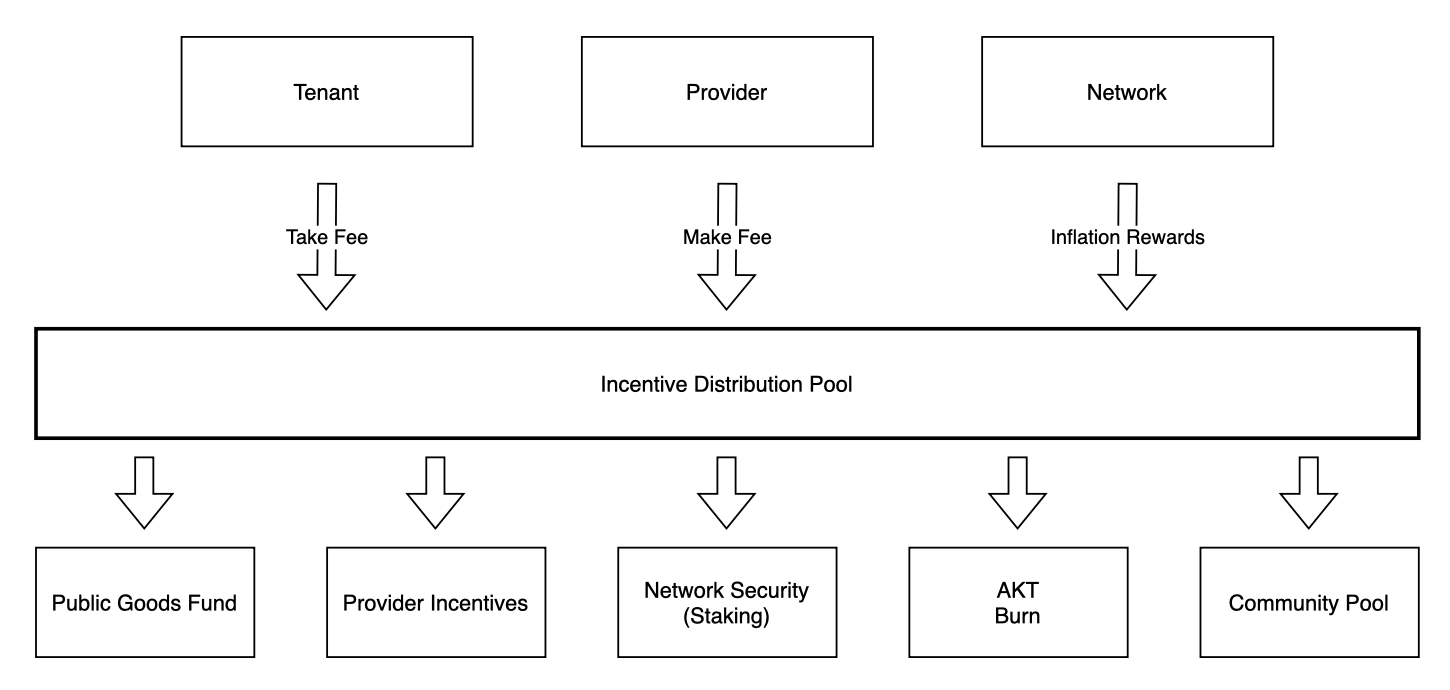 Tenant
Provider
Network
Take Fee
Make Fee
Inflation Rewards
Incentive Distribution Pool
Public Goods Fund
Provider Incentives
Network Security
(Staking)
AKT
Burn
Community Pool